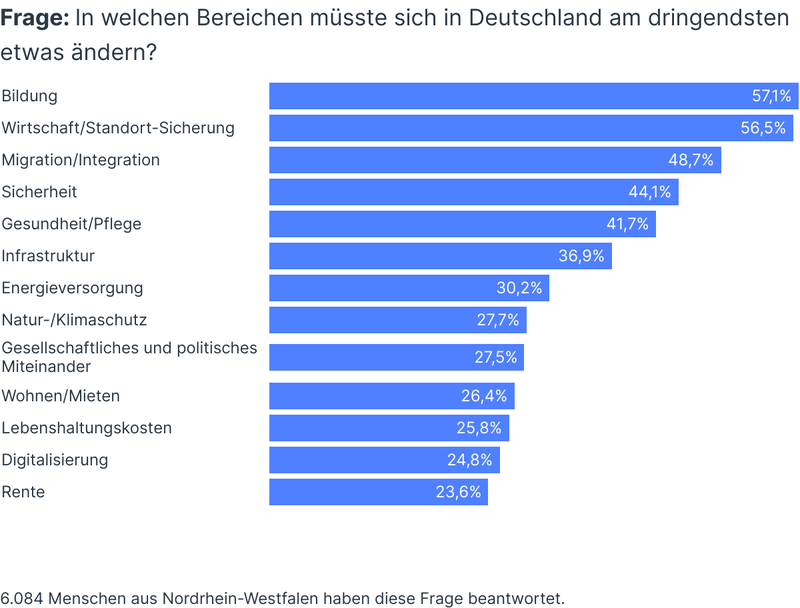 Frage: In welchen Bereichen müsste sich in Deutschland am dringendsten
etwas ändern?
Bildung 57,1%
Wirtschaft/Standort-Sicherung 56,5%
Migration/Integration 48,7%
Sicherheit 44,1%
Gesundheit/Pflege 41,7%
Infrastruktur 36,9%
Energieversorgung 30,2%
Natur-/Klimaschutz 27,7%
Gesellschaftliches und politisches
Miteinander 27,5%
Wohnen/Mieten 26,4%
Lebenshaltungskosten 25,8%
Digitalisierung 24,8%
Rente 23,6%
6.084 Menschen aus Nordrhein-Westfalen haben diese Frage beantwortet.